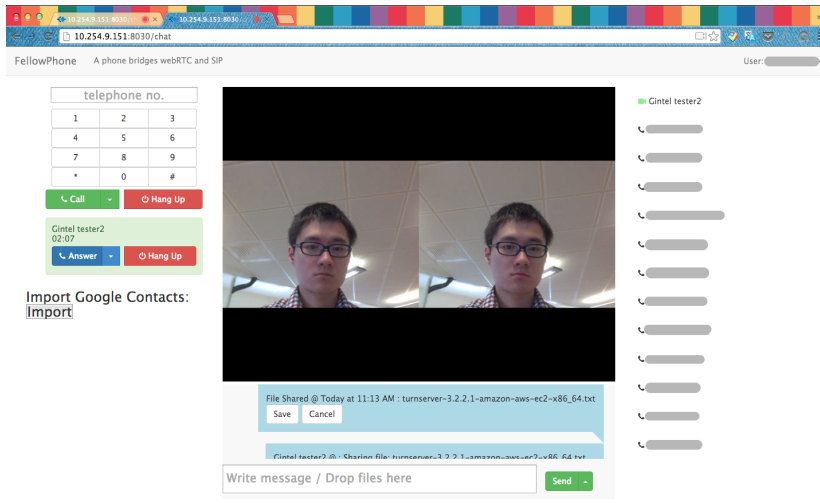 10.254.9.151:8030/
10.254.9.151:8030/
10.254.9.151:8030/chat
FellowPhone A phone bridges webRTC and SIP
User:
telephone no.
1 2 3
4 5 6
7 8 9
* 0 #
Call Hang Up
Gintel tester2
02:07
Answer Hang Up
Import Google Contacts:
Import
File Shared @ Today at 11:13 AM : turnserver-3.2.2.1-amazon-aws-ec2-x86_64.txt
Save Cancel
Gintel tester2 @ : Sharing file: turnserver-3.2.2.1-amazon-aws-ec2-x86_64.txt
Write message / Drop files here
Send
Gintel tester2